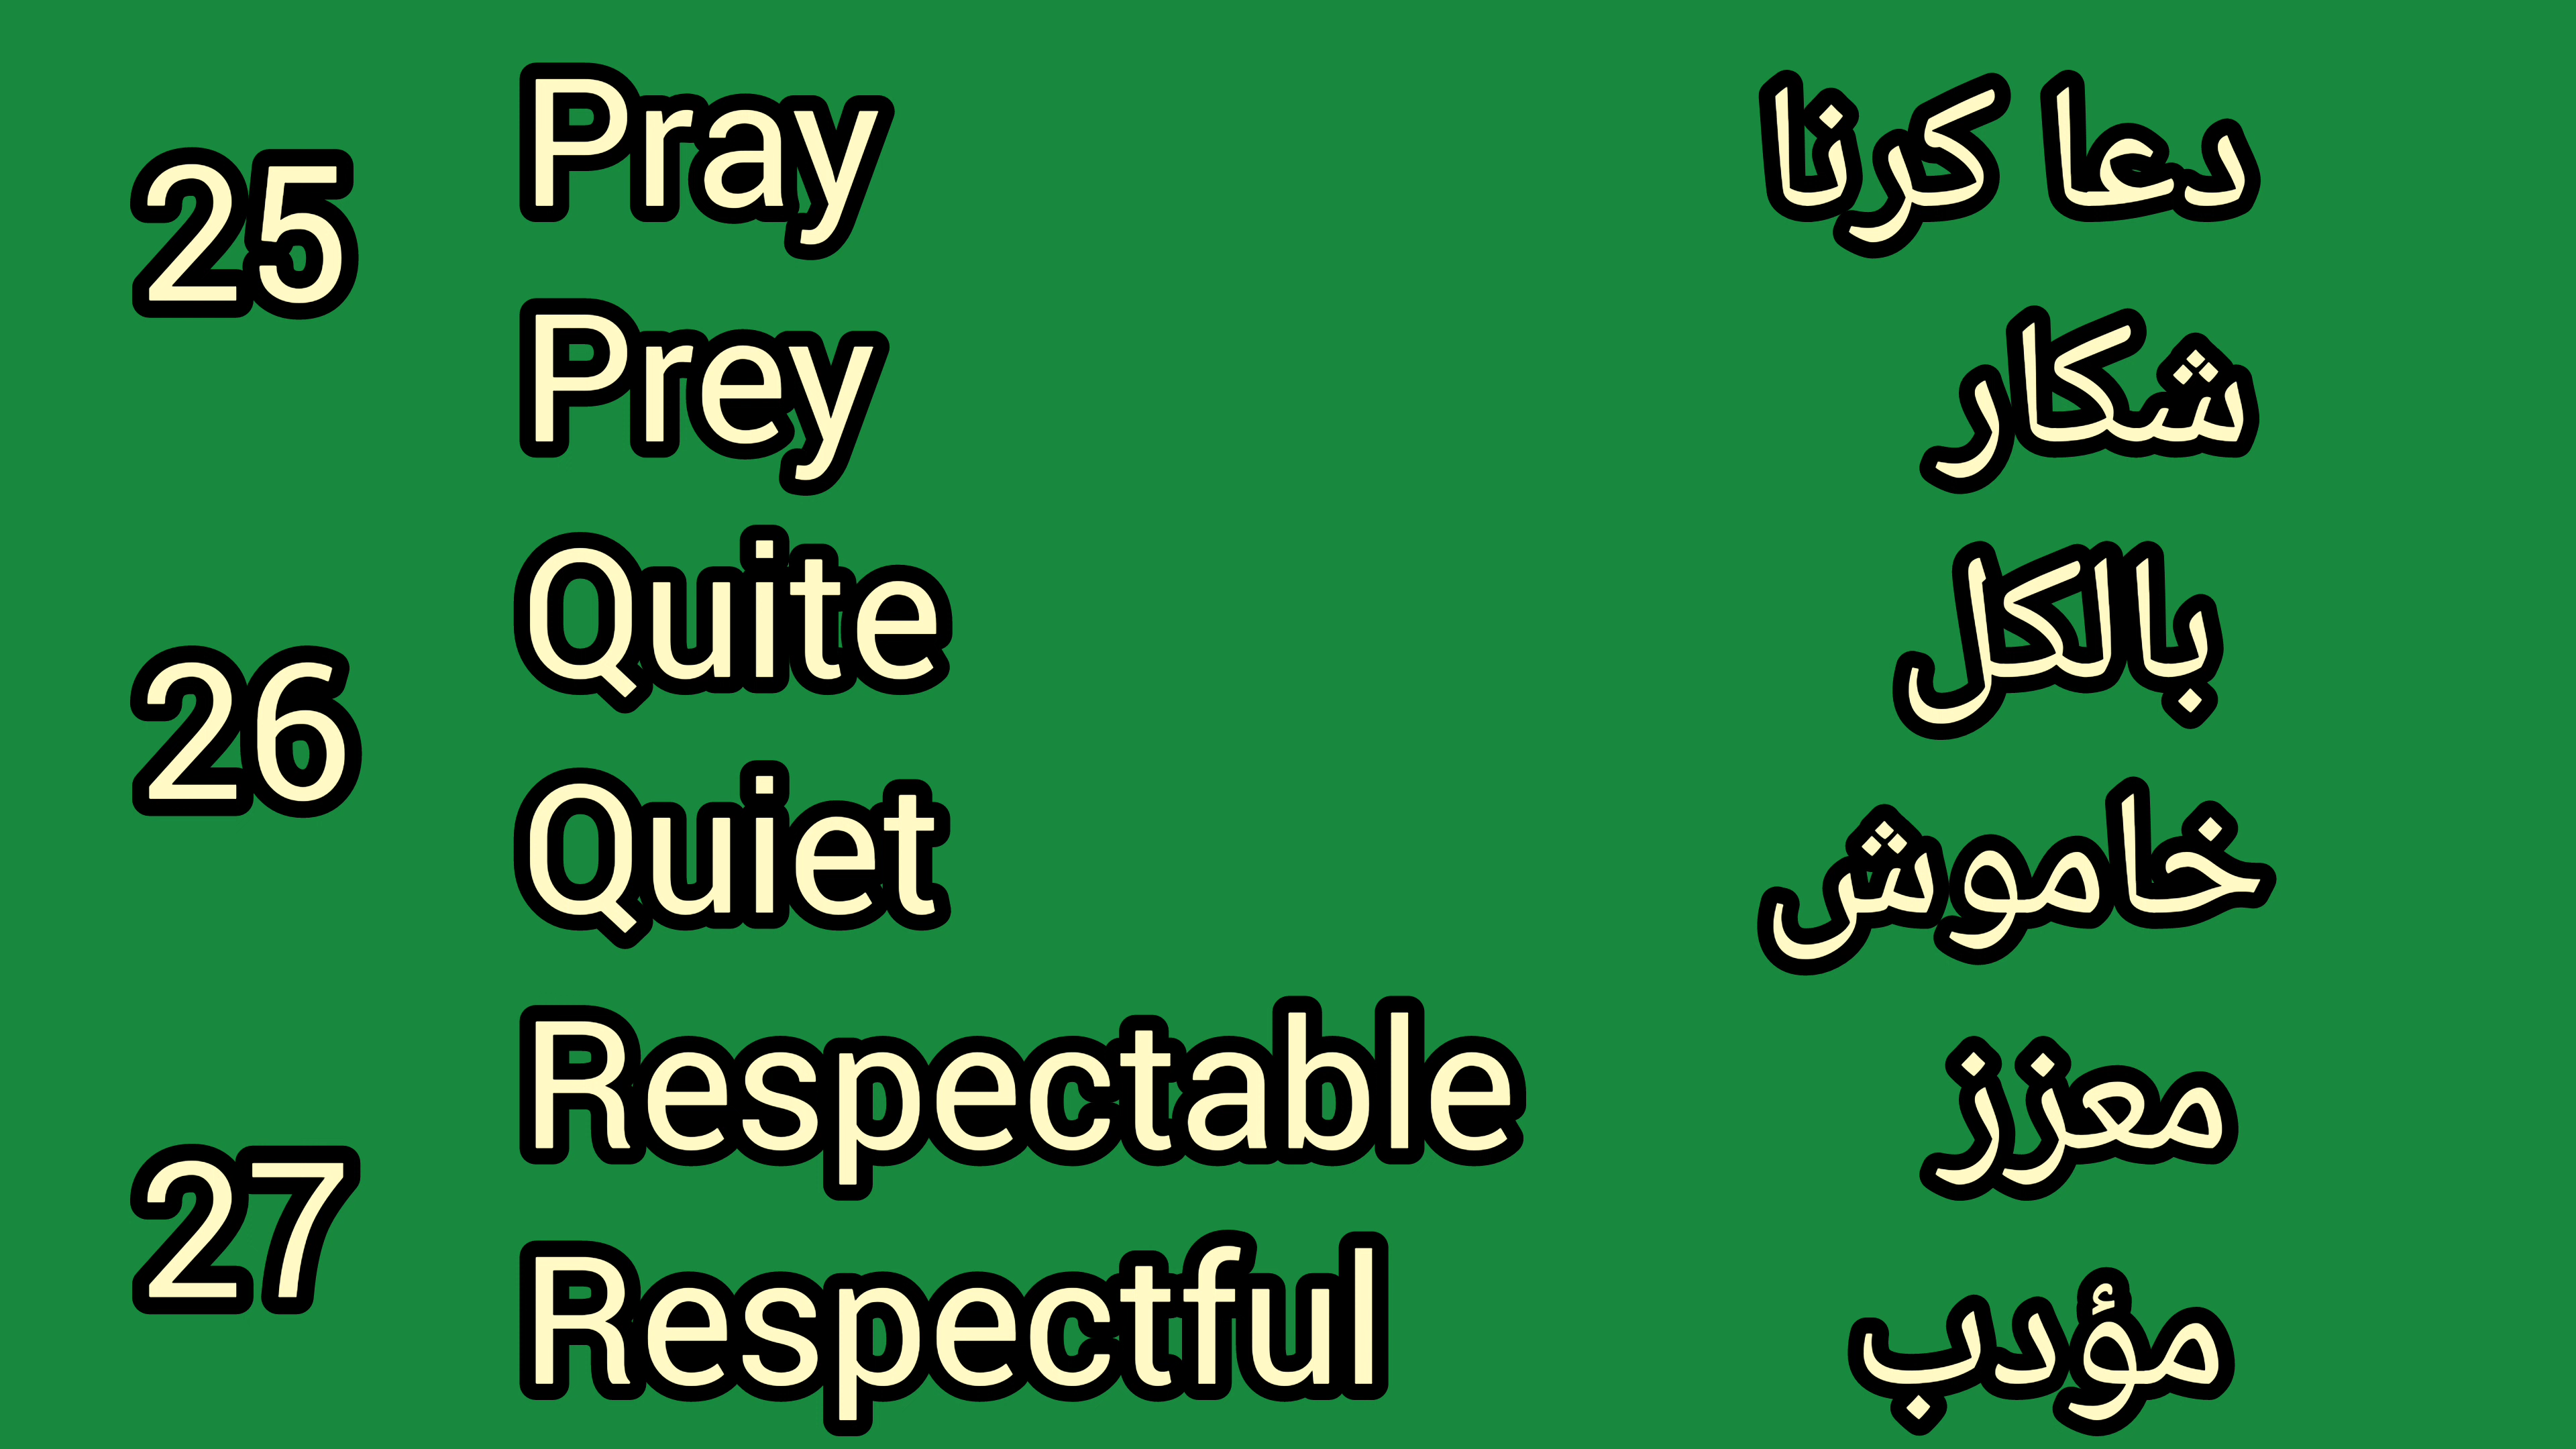 25 Pray دعا کرنا
Prey شکار
26 Quite بالکل
Quiet خاموش
27 Respectable معزز
Respectful مؤدب